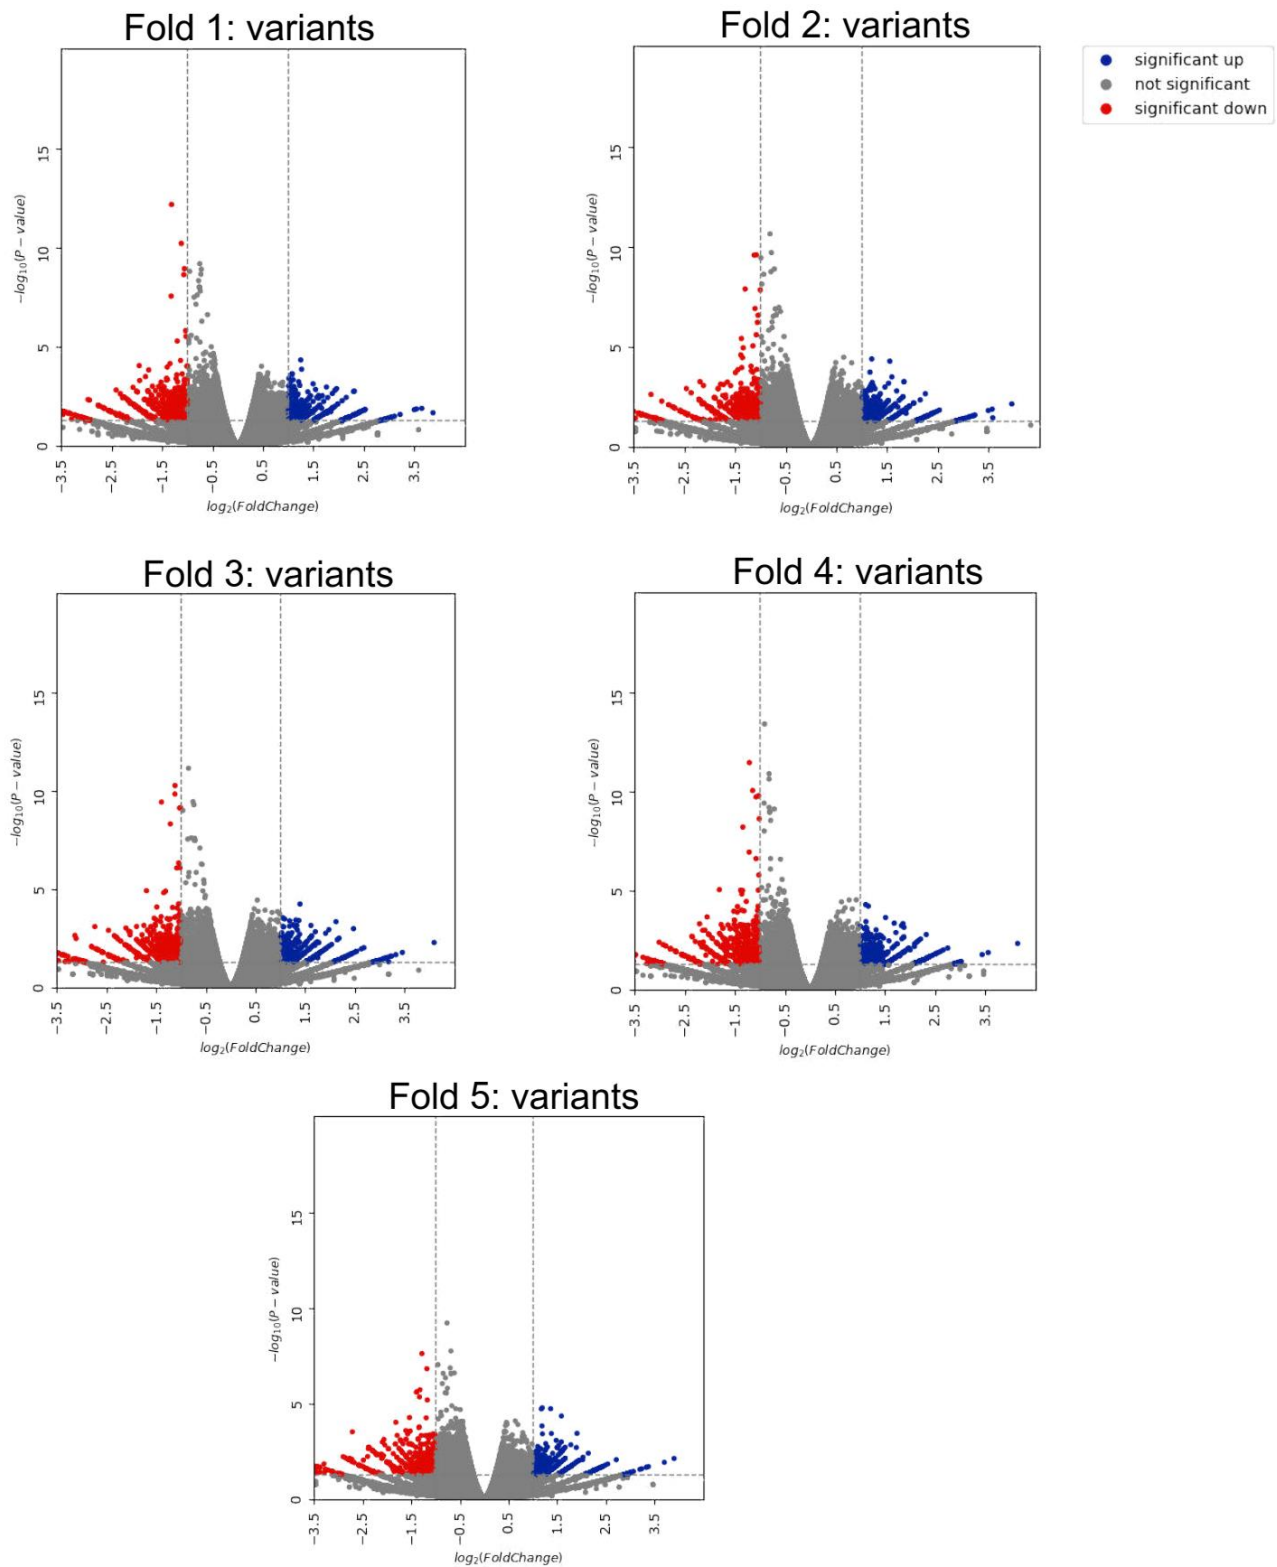 Fold 1: variants
15
10
5
0
−log10(P − value)
−3.5 −2.5 −1.5 −0.5 0.5 1.5 2.5 3.5
log2(FoldChange)
Fold 2: variants
15
10
5
0
−log10(P − value)
−3.5 −2.5 −1.5 −0.5 0.5 1.5 2.5 3.5
log2(FoldChange)
significant up
not significant
significant down
Fold 3: variants
15
10
5
0
−log10(P − value)
−3.5 −2.5 −1.5 −0.5 0.5 1.5 2.5 3.5
log2(FoldChange)
Fold 4: variants
15
10
5
0
−log10(P − value)
−3.5 −2.5 −1.5 −0.5 0.5 1.5 2.5 3.5
log2(FoldChange)
Fold 5: variants
15
10
5
0
−log10(P − value)
−3.5 −2.5 −1.5 −0.5 0.5 1.5 2.5 3.5
log2(FoldChange)